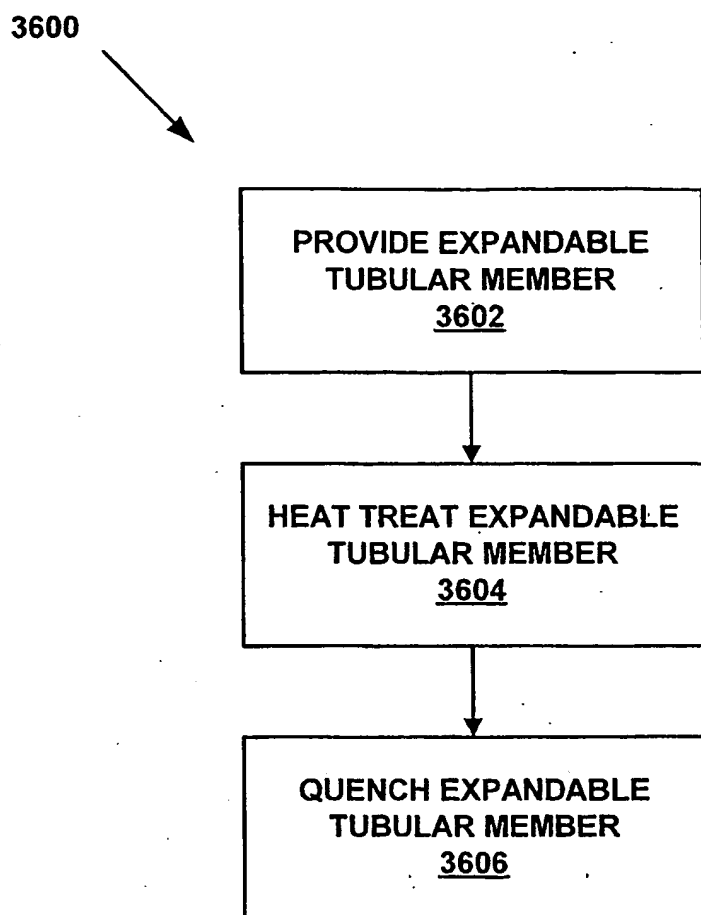 3600
PROVIDE EXPANDABLE
TUBULAR MEMBER
3602
HEAT TREAT EXPANDABLE
TUBULAR MEMBER
3604
QUENCH EXPANDABLE
TUBULAR MEMBER
3606